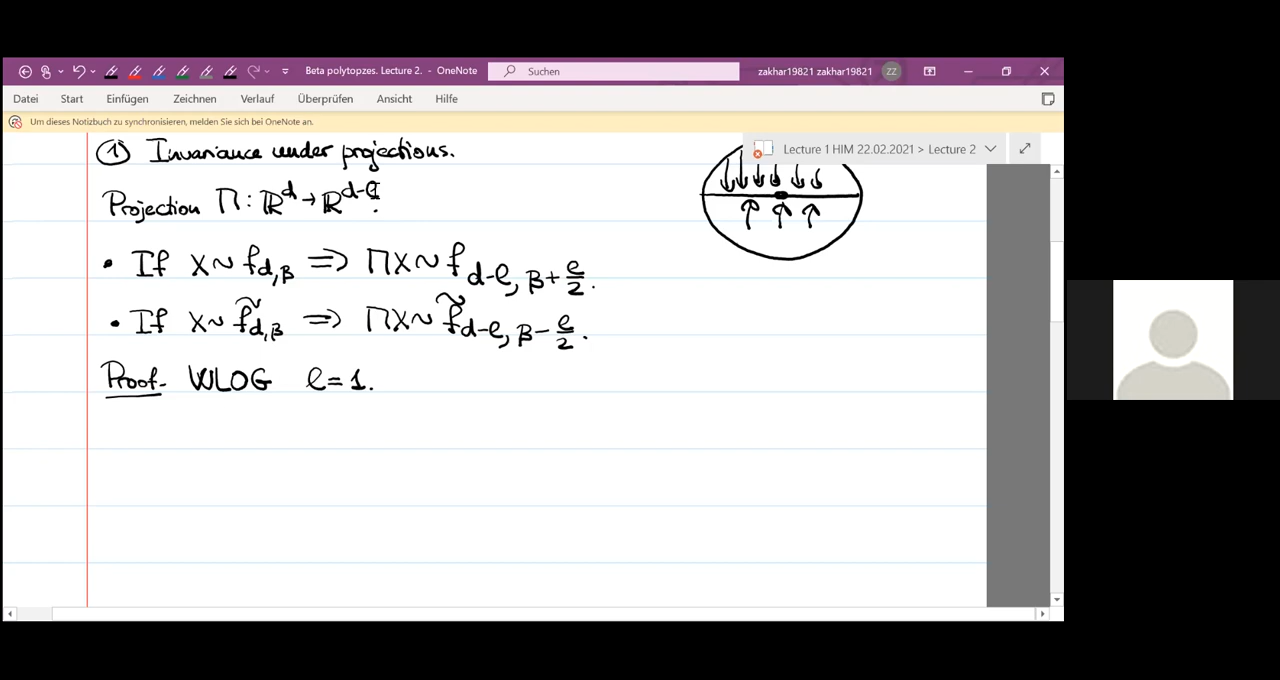 Beta polytopzes. Lecture 2. - OneNote
Suchen
zakhar19821 zakhar19821
ZZ
Datei Start Einfügen Zeichnen Verlauf Überprüfen Ansicht Hilfe
Um dieses Notizbuch zu synchronisieren, melden Sie sich bei OneNote an.
Lecture 1 HIM 22.02.2021 > Lecture 2
① Invariance under projections.
Projection Π : ℝ^d → ℝ^{d-ℓ}.
• If X ~ f_{d,β} ⇒ ΠX ~ f_{d-ℓ, β+ℓ/2}.
• If X ~ f̃_{d,β} ⇒ ΠX ~ f̃_{d-ℓ, β-ℓ/2}.
Proof. WLOG ℓ=1.